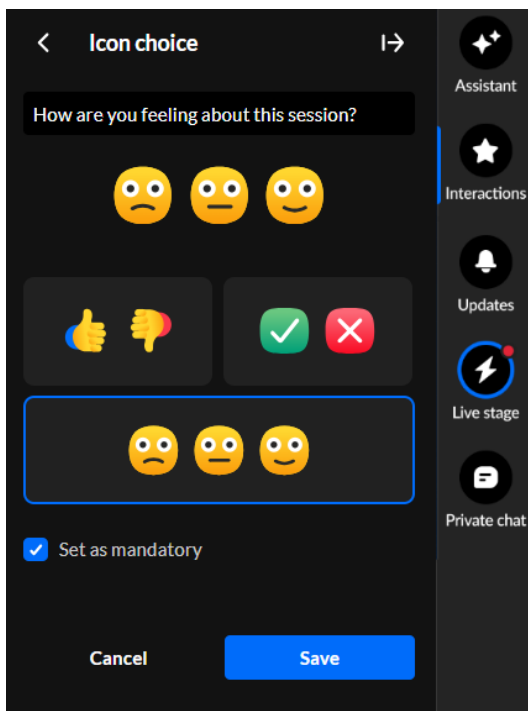 Icon choice
How are you feeling about this session?
Set as mandatory
Cancel
Save
Assistant
Interactions
Updates
Live stage
Private chat